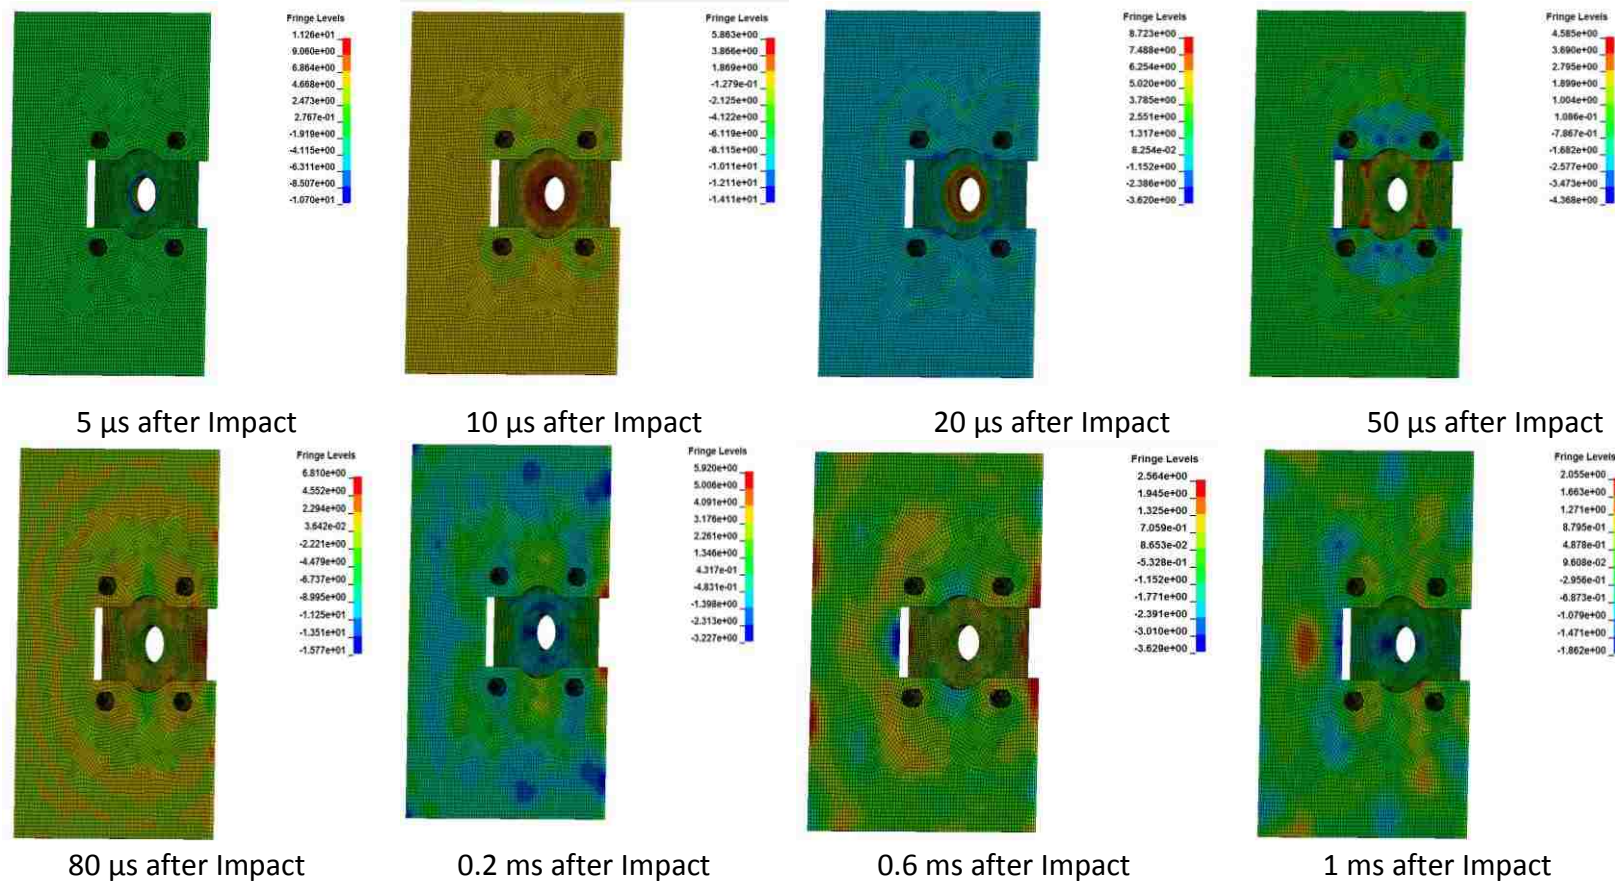 Fringe Levels
1.126e+01
9.060e+00
6.864e+00
4.668e+00
2.473e+00
2.767e-01
-1.919e+00
-4.115e+00
-6.311e+00
-8.507e+00
-1.070e+01
5 µs after Impact
Fringe Levels
5.863e+00
3.866e+00
1.869e+00
-1.279e-01
-2.125e+00
-4.122e+00
-6.119e+00
-8.115e+00
-1.011e+01
-1.211e+01
-1.411e+01
10 µs after Impact
Fringe Levels
8.723e+00
7.488e+00
6.254e+00
5.020e+00
3.785e+00
2.551e+00
1.317e+00
8.254e-02
-1.152e+00
-2.386e+00
-3.620e+00
20 µs after Impact
Fringe Levels
4.585e+00
3.690e+00
2.795e+00
1.899e+00
1.004e+00
1.086e-01
-7.867e-01
-1.682e+00
-2.577e+00
-3.473e+00
-4.368e+00
50 µs after Impact
Fringe Levels
6.810e+00
4.552e+00
2.294e+00
3.642e-02
-2.221e+00
-4.479e+00
-6.737e+00
-8.995e+00
-1.125e+01
-1.351e+01
-1.577e+01
80 µs after Impact
Fringe Levels
5.920e+00
5.006e+00
4.091e+00
3.176e+00
2.261e+00
1.346e+00
4.317e-01
-4.831e-01
-1.398e+00
-2.313e+00
-3.227e+00
0.2 ms after Impact
Fringe Levels
2.564e+00
1.945e+00
1.325e+00
7.059e-01
8.653e-02
-5.328e-01
-1.152e+00
-1.771e+00
-2.391e+00
-3.010e+00
-3.629e+00
0.6 ms after Impact
Fringe Levels
2.055e+00
1.663e+00
1.271e+00
8.795e-01
4.878e-01
9.608e-02
-2.956e-01
-6.873e-01
-1.079e+00
-1.471e+00
-1.862e+00
1 ms after Impact